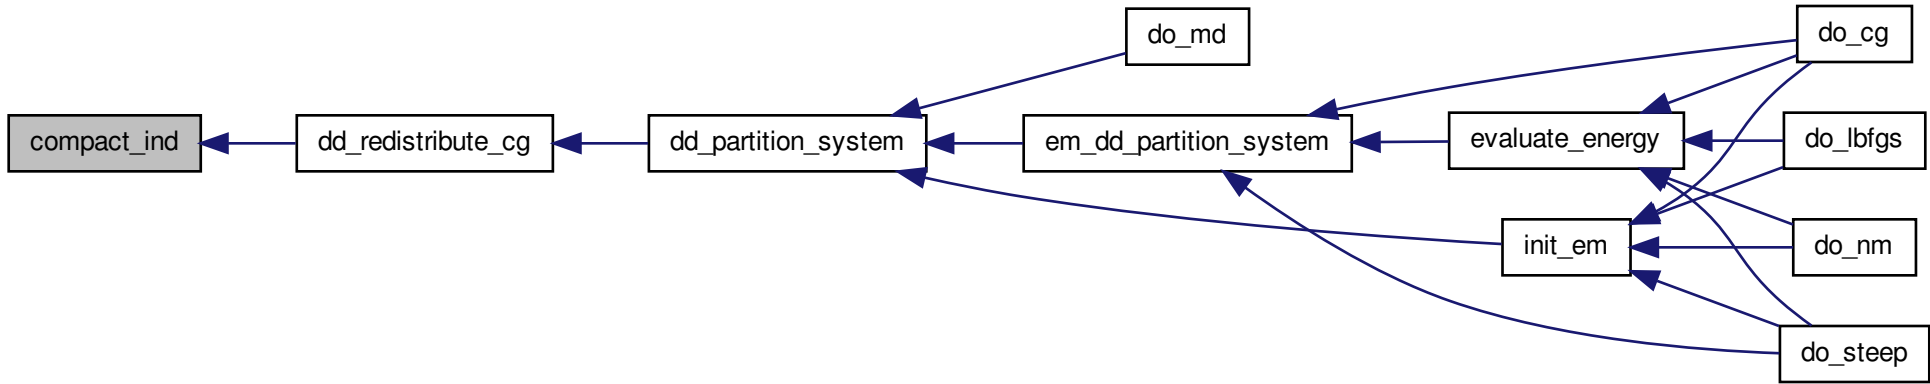 compact_ind
dd_redistribute_cg
dd_partition_system
do_md
em_dd_partition_system
evaluate_energy
init_em
do_cg
do_lbfgs
do_nm
do_steep